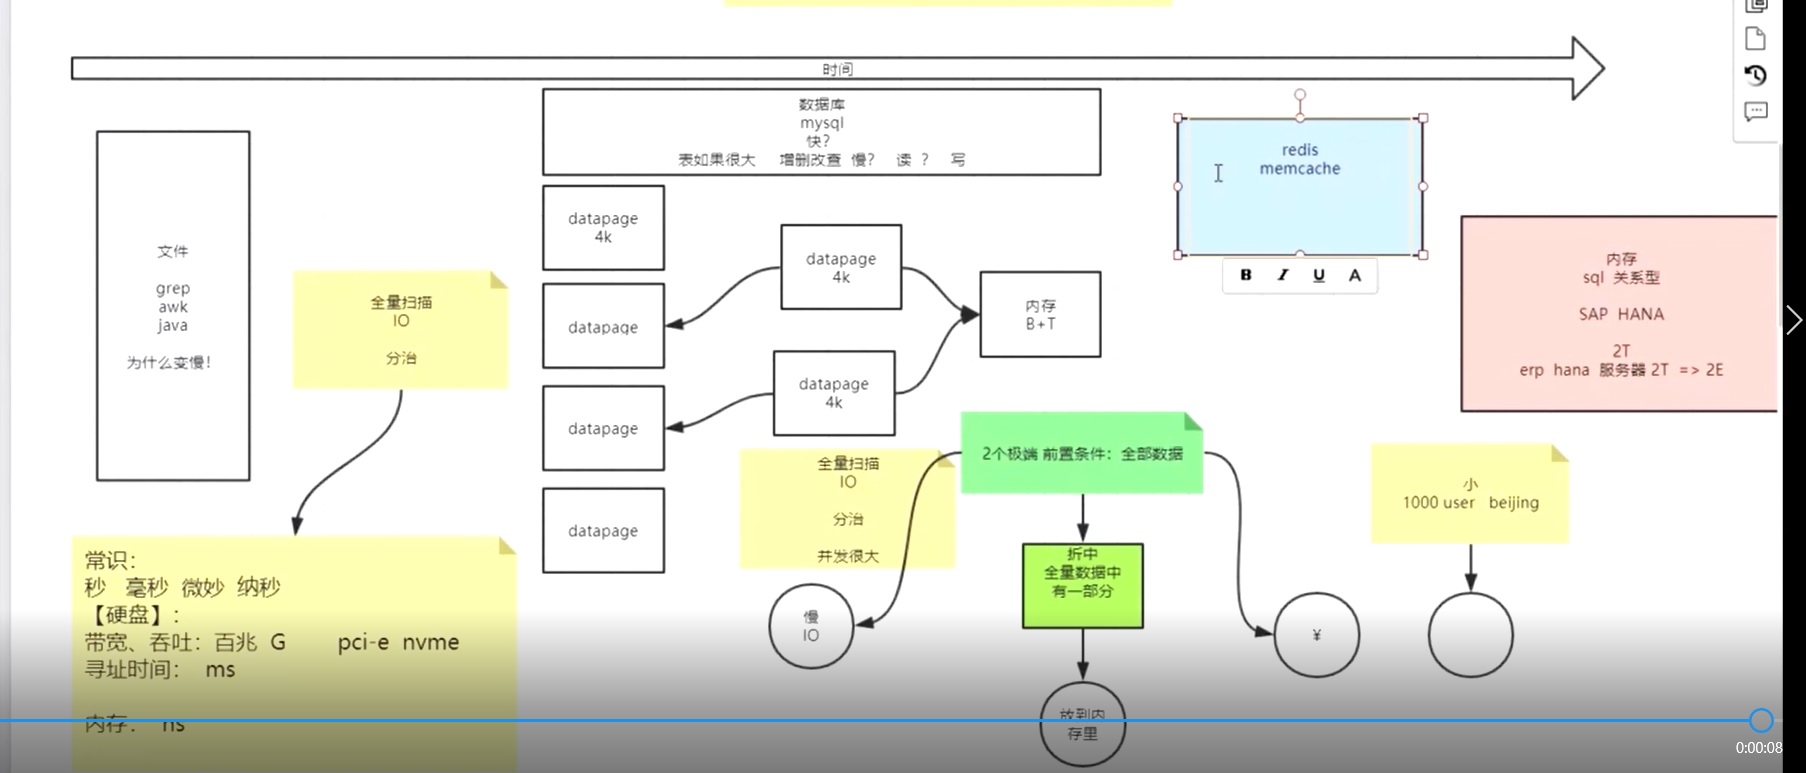 时间
文件
grep
awk
java
为什么变慢!
全量扫描
IO
分治
常识:
秒 毫秒 微妙 纳秒
【硬盘】:
带宽、吞吐: 百兆 G pci-e nvme
寻址时间: ms
内存: ns
数据库
mysql
快?
表如果很大 增删改查 慢? 读 ? 写
datapage
4k
datapage
datapage
datapage
datapage
4k
datapage
4k
内存
B+T
全量扫描
IO
分治
并发很大
2个极端 前置条件: 全部数据
慢
IO
折中
全量数据中
有一部分
放到内
存里
¥
redis
memcache
B I U A
内存
sql 关系型
SAP HANA
2T
erp hana 服务器 2T => 2E
小
1000 user beijing
0:00:08